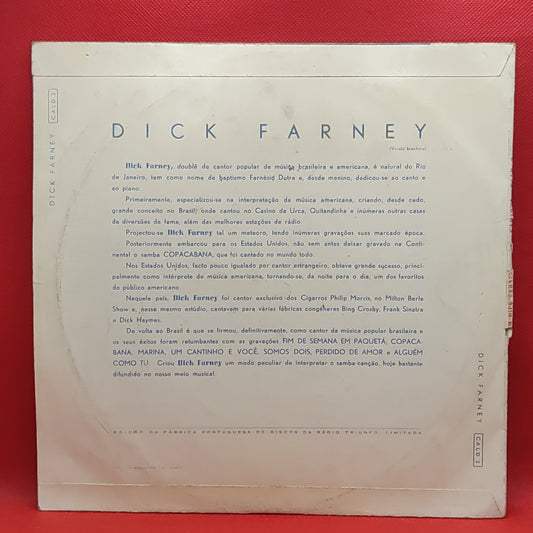 DICK FARNEY
Dick Farney, doublé de cantor popular de música brasileira e americana, é natural do Rio
de Janeiro, tem como nome de baptismo Farnésid Dutra e, desde menino, dedicou-se ao canto e
ao piano.
Primeiramente, especializou-se na interpretação da música americana, criando, desde cedo,
grande conceito no Brasil, onde cantou no Casino da Urca, Quitandinha e inúmeras outras casas
de diversões de fama, além das melhores estações de rádio.
Projectou-se Dick Farney tal um meteoro, tendo inúmeras gravações suas marcado época.
Posteriormente embarcou para os Estados Unidos, não sem antes deixar gravado na Conti-
nental o samba COPACABANA, que foi cantado no mundo todo.
Nos Estados Unidos, facto pouco igualado por cantor estrangeiro, obteve grande sucesso, princi-
palmente como intérprete de música americana, tornando-se, da noite para o dia, um dos favoritos
do público americano.
Naquele país, Dick Farney foi cantor exclusivo dos Cigarros Philip Morris, no Milton Berle
Show e, nesse mesmo estúdio, cantavam para várias fábricas congéneres Bing Crosby, Frank Sinatra
e Dick Haymes.
De volta ao Brasil é que se firmou, definitivamente, como cantor da música popular brasileira e
os seus êxitos foram retumbantes com as gravações FIM DE SEMANA EM PAQUETÁ, COPACA-
BANA, MARINA, UM CANTINHO E VOCÊ, SOMOS DOIS, PERDIDO DE AMOR e ALGUÉM
COMO TU. Criou Dick Farney um modo peculiar de interpretar o samba-canção, hoje bastante
difundido no nosso meio musical.
EDIÇÃO DA FÁBRICA PORTUGUESA DE DISCOS DA RÁDIO TRIUNFO, LIMITADA
DICK FARNEY CALD 2
DICK FARNEY CALD 2